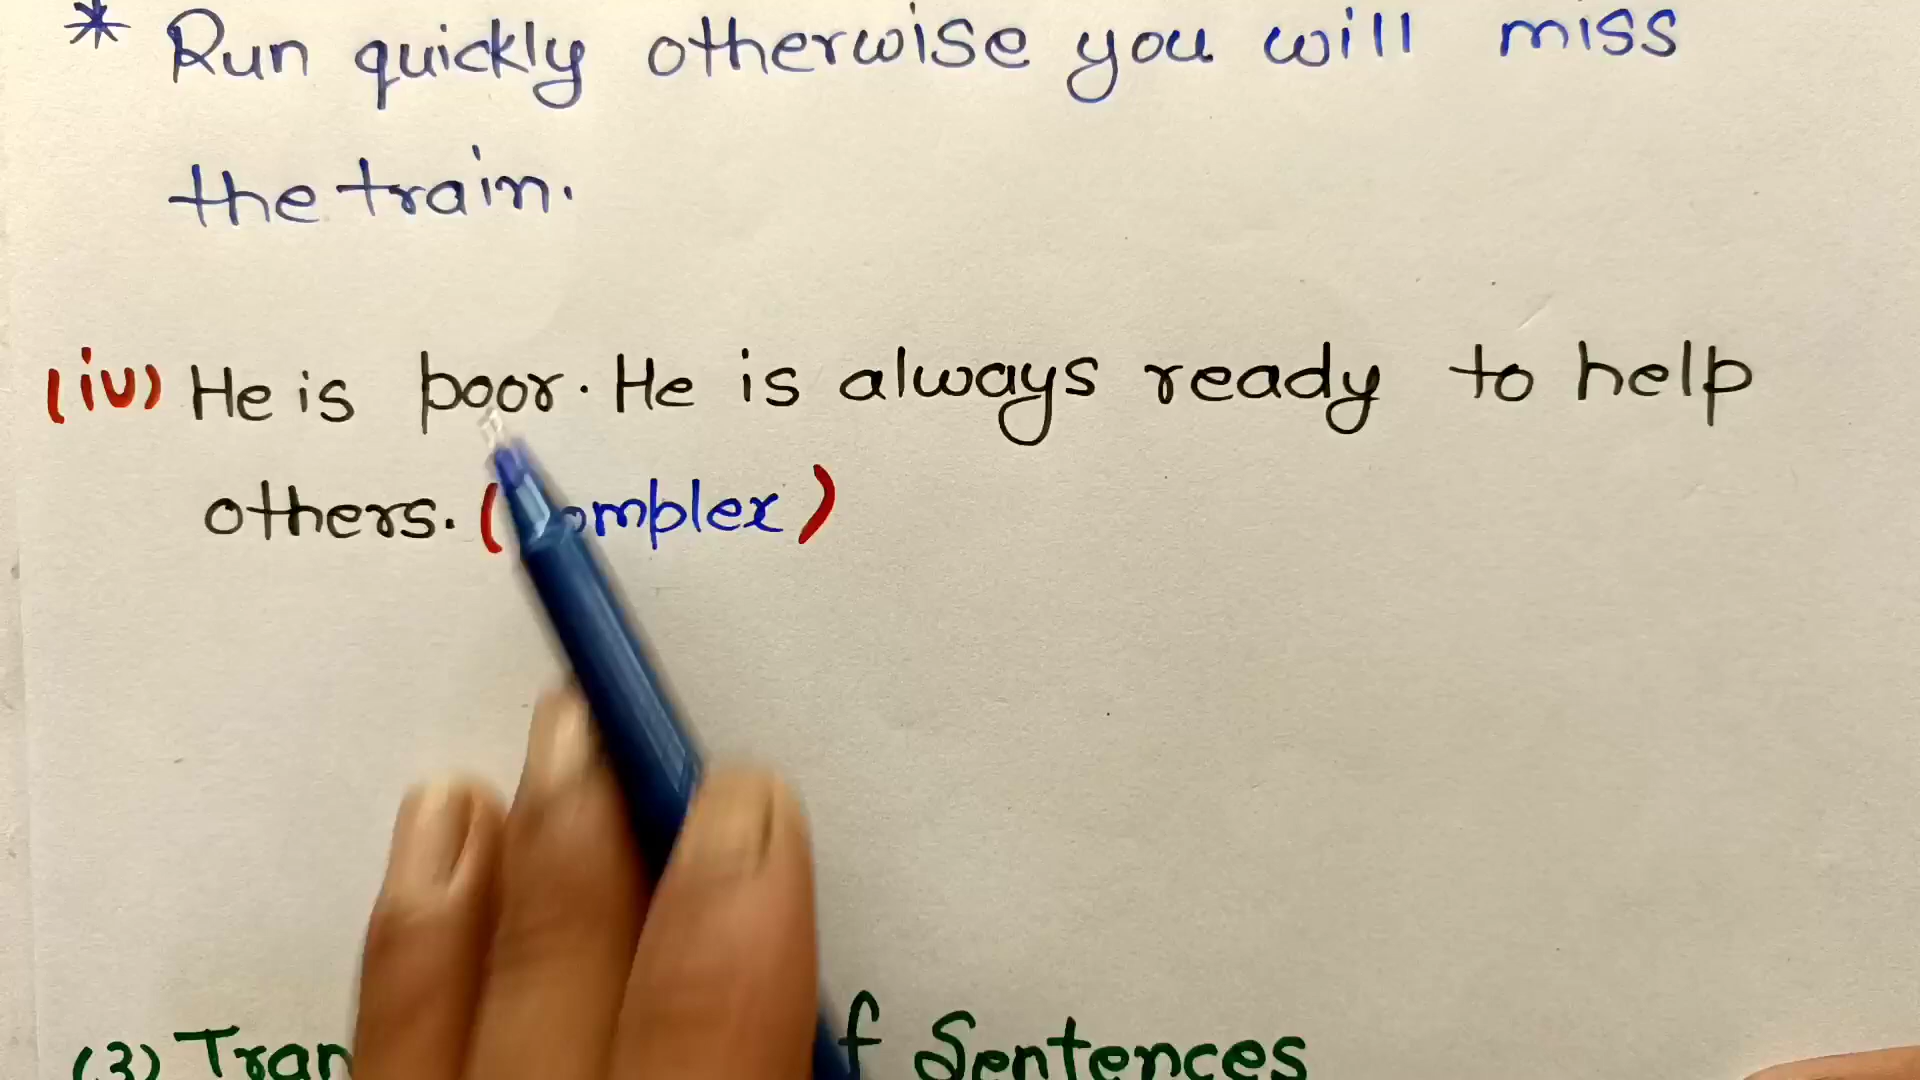 * Run quickly otherwise you will miss
the train.
(iv) He is poor. He is always ready to help
others. (omplex)
(3) Tran f Sentences